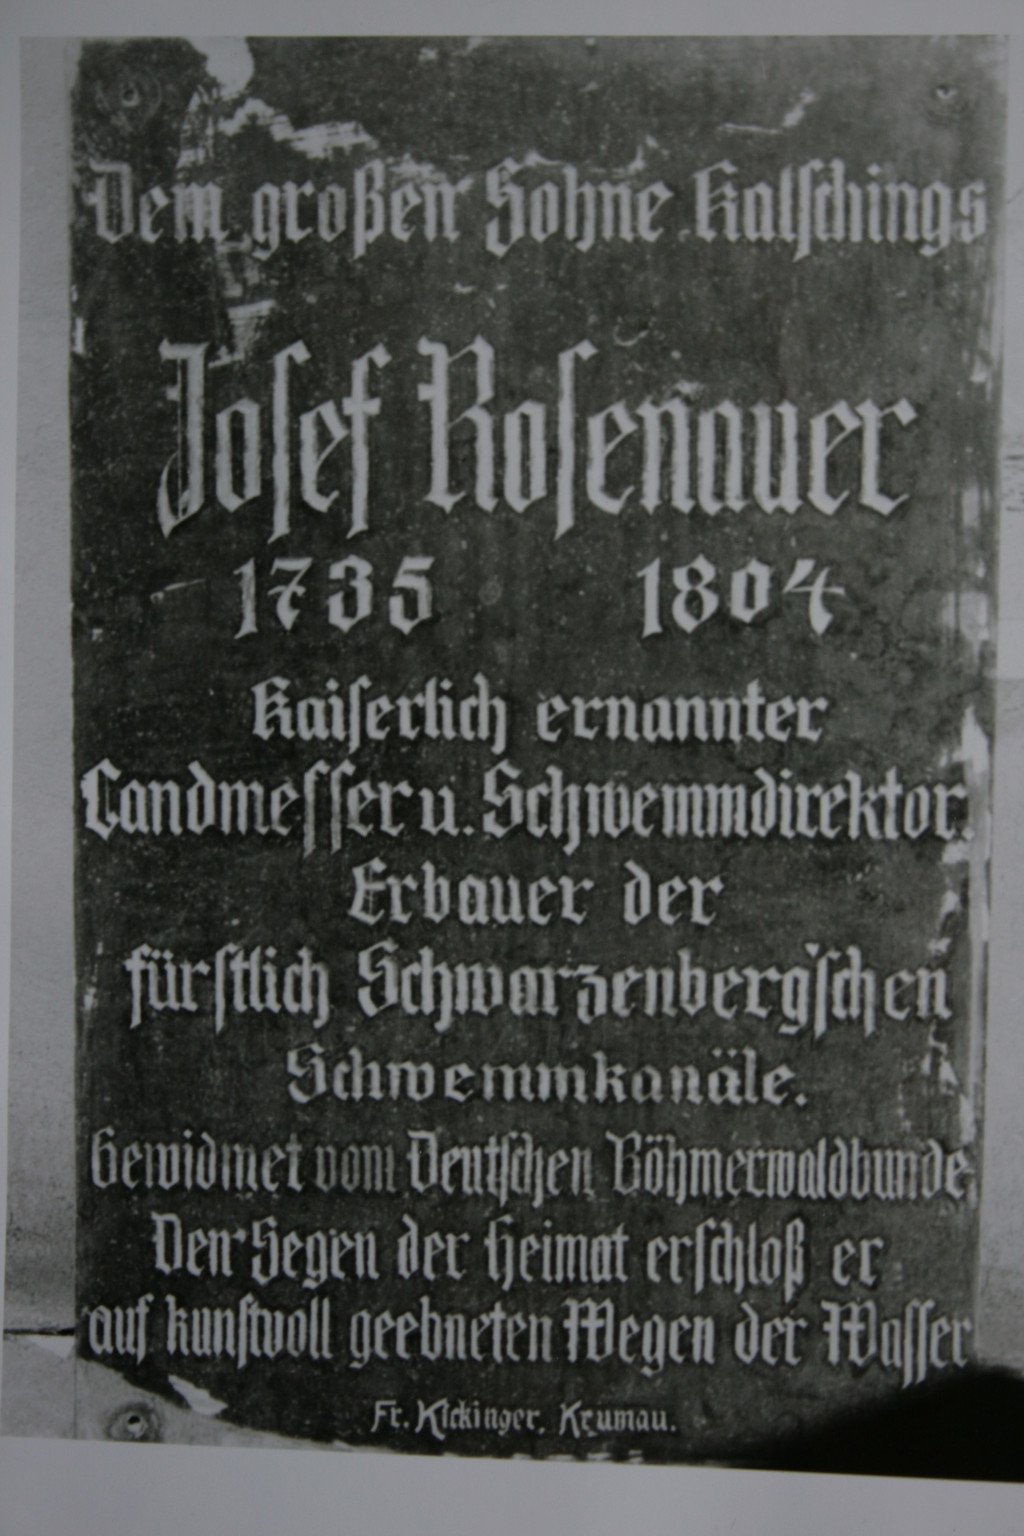 Dem großen Sohne Kalschings
Josef Rosenauer
1735 1804
Kaiserlich ernannter
Landmesser u. Schwemmdirektor.
Erbauer der
fürstlich Schwarzenberg'schen
Schwemmkanäle.
Gewidmet vom Deutschen Böhmerwaldbunde.
Den Segen der Heimat erschloß er
auf kunstvoll geebneten Wegen der Wasser
Fr. Kickinger, Krumau.